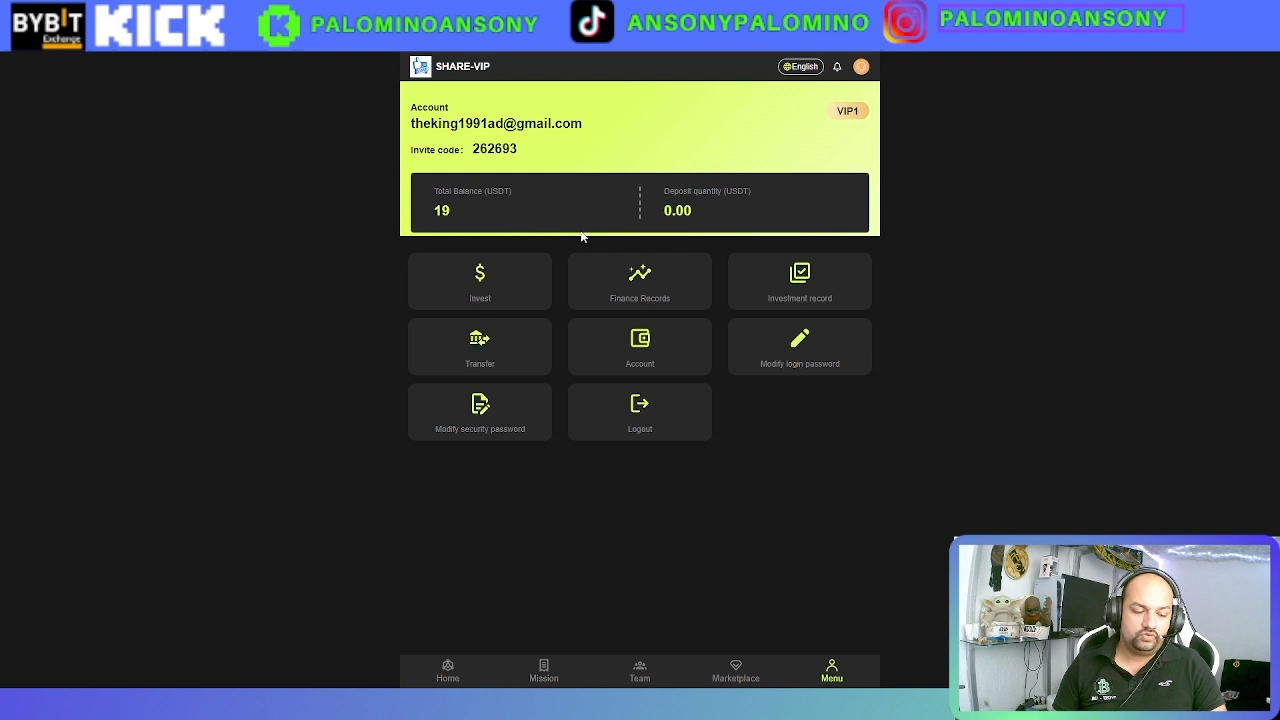 BYBIT
Exchange
KICK
PALOMINOANSONY
ANSONYPALOMINO
PALOMINOANSONY
SHARE-VIP
English
Account
theking1991ad@gmail.com
VIP1
Invite code: 262693
Total Balance (USDT)
19
Deposit quantity (USDT)
0.00
Invest
Finance Records
Investment record
Transfer
Account
Modify login password
Modify security password
Logout
Home
Mission
Team
Marketplace
Menu